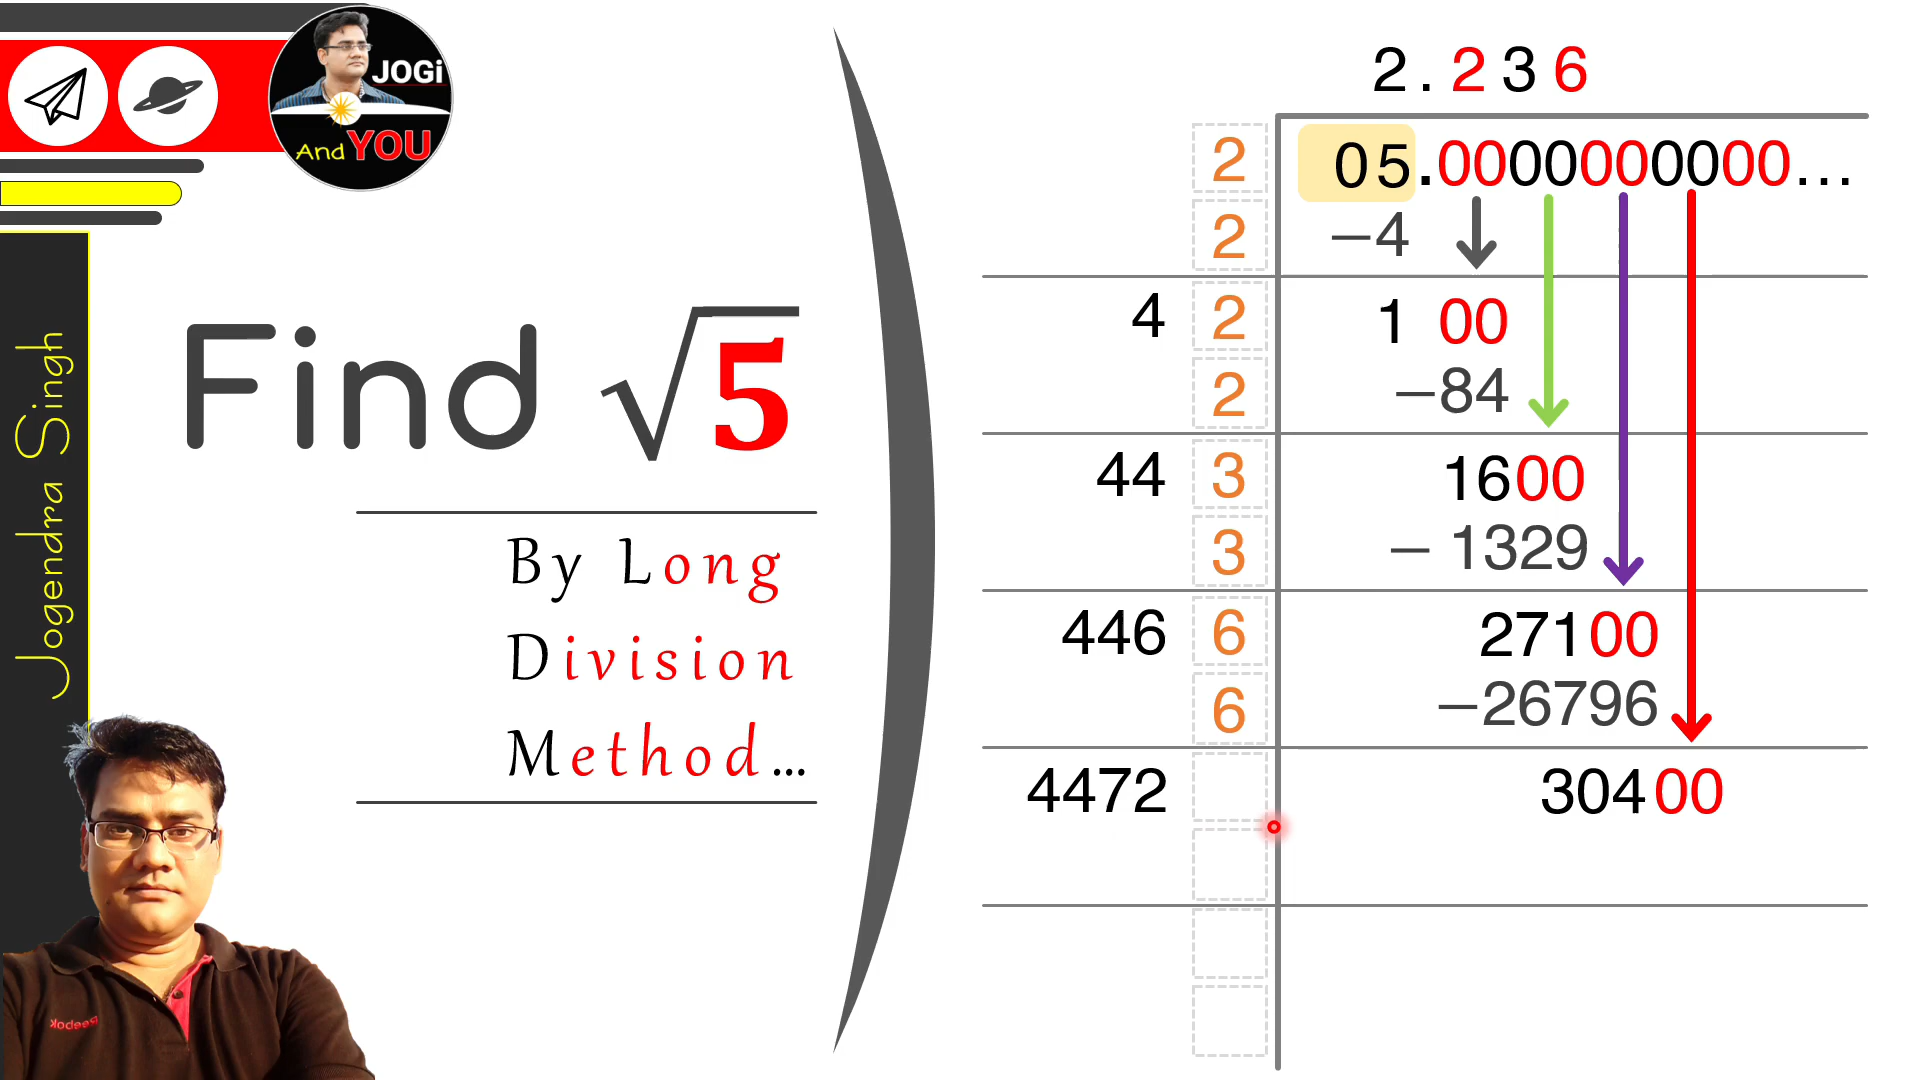 JOGi
And YOU
Jogendra Singh
Find √5
By Long
Division
Method...
2.236
2 05.0000000000...
2 −4
4 2 1 00
2 −84
44 3 1600
3 − 1329
446 6 27100
6 −26796
4472 30400
Reebok